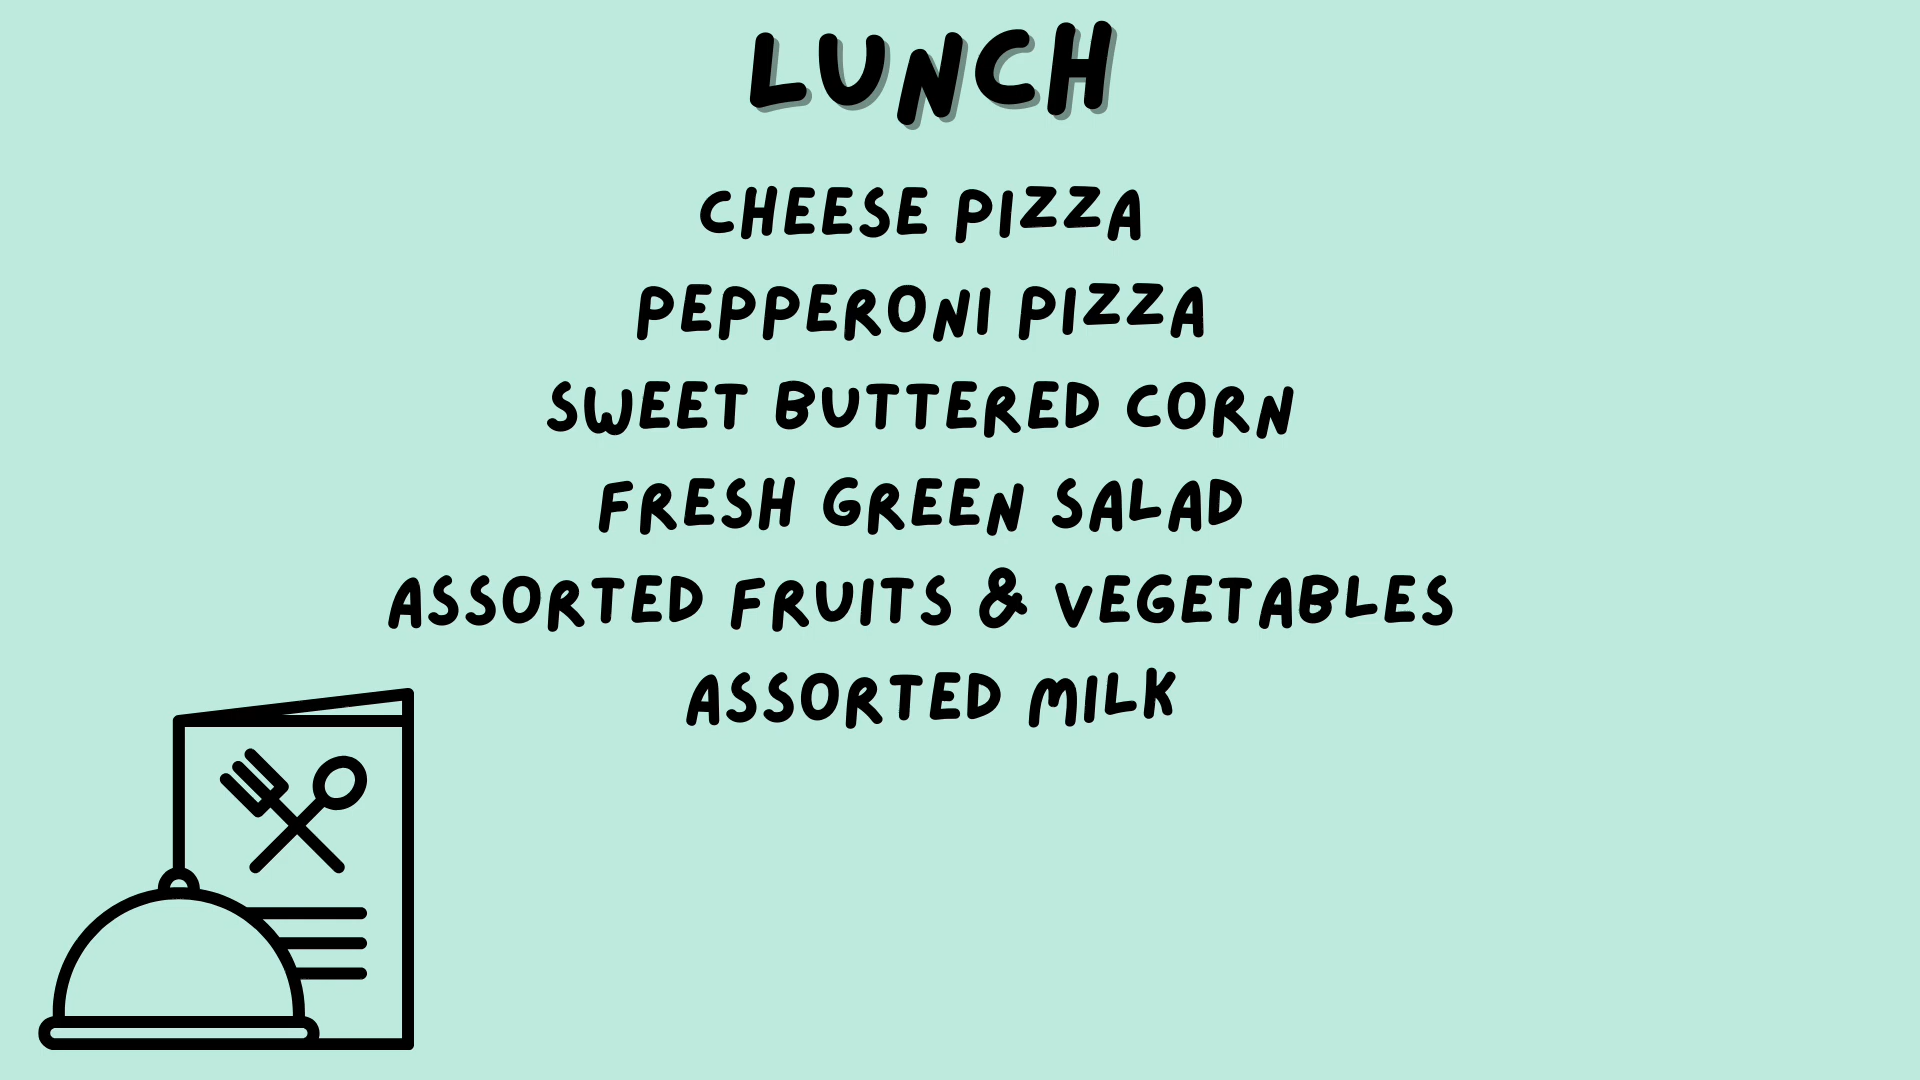 LUNCH
CHEESE PIZZA
PEPPERONI PIZZA
SWEET BUTTERED CORN
FRESH GREEN SALAD
ASSORTED FRUITS & VEGETABLES
ASSORTED MILK